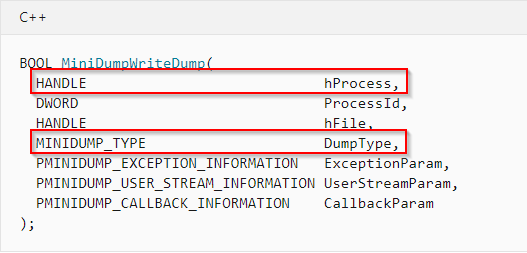 C++
BOOL MiniDumpWriteDump(
HANDLE hProcess,
DWORD ProcessId,
HANDLE hFile,
MINIDUMP_TYPE DumpType,
PMINIDUMP_EXCEPTION_INFORMATION ExceptionParam,
PMINIDUMP_USER_STREAM_INFORMATION UserStreamParam,
PMINIDUMP_CALLBACK_INFORMATION CallbackParam
);